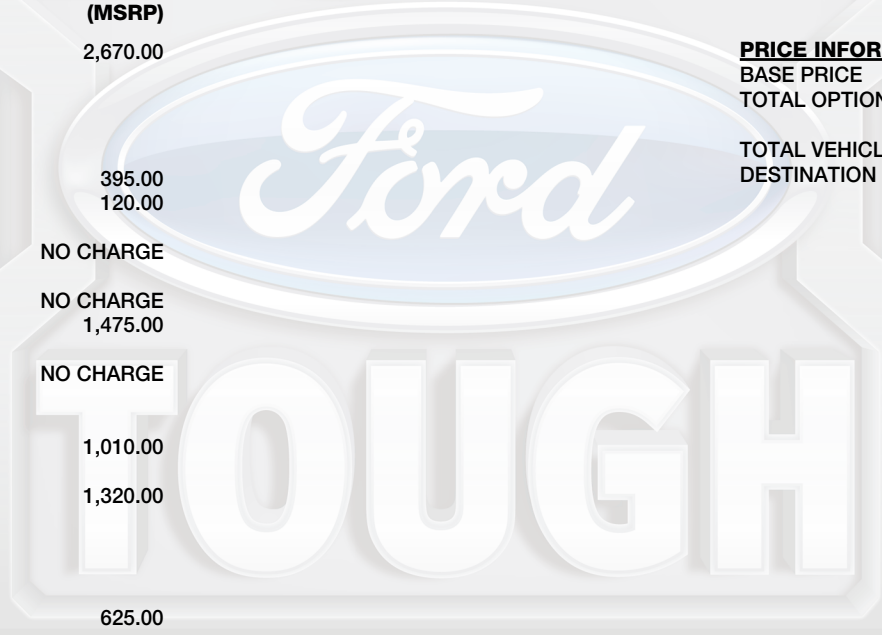 (MSRP)
2,670.00
395.00
120.00
NO CHARGE
NO CHARGE
1,475.00
NO CHARGE
1,010.00
1,320.00
625.00
PRICE INFOR
BASE PRICE
TOTAL OPTION
TOTAL VEHICL
DESTINATION
Ford
TOUGH